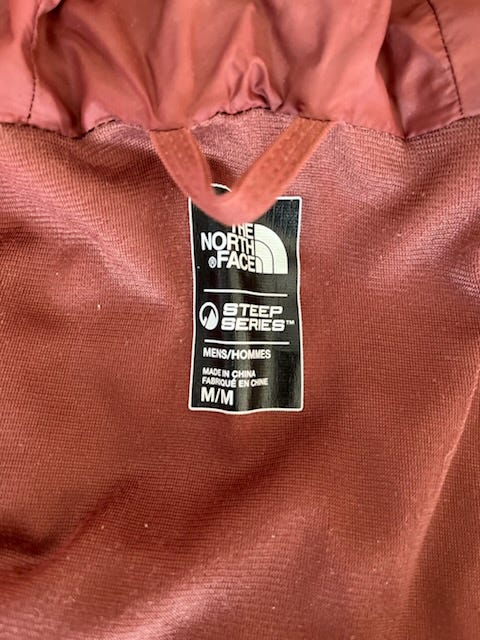 THE
NORTH
® FACE
STEEP
SERIES™
MENS/HOMMES
MADE IN CHINA
FABRIQUÉ EN CHINE
M/M